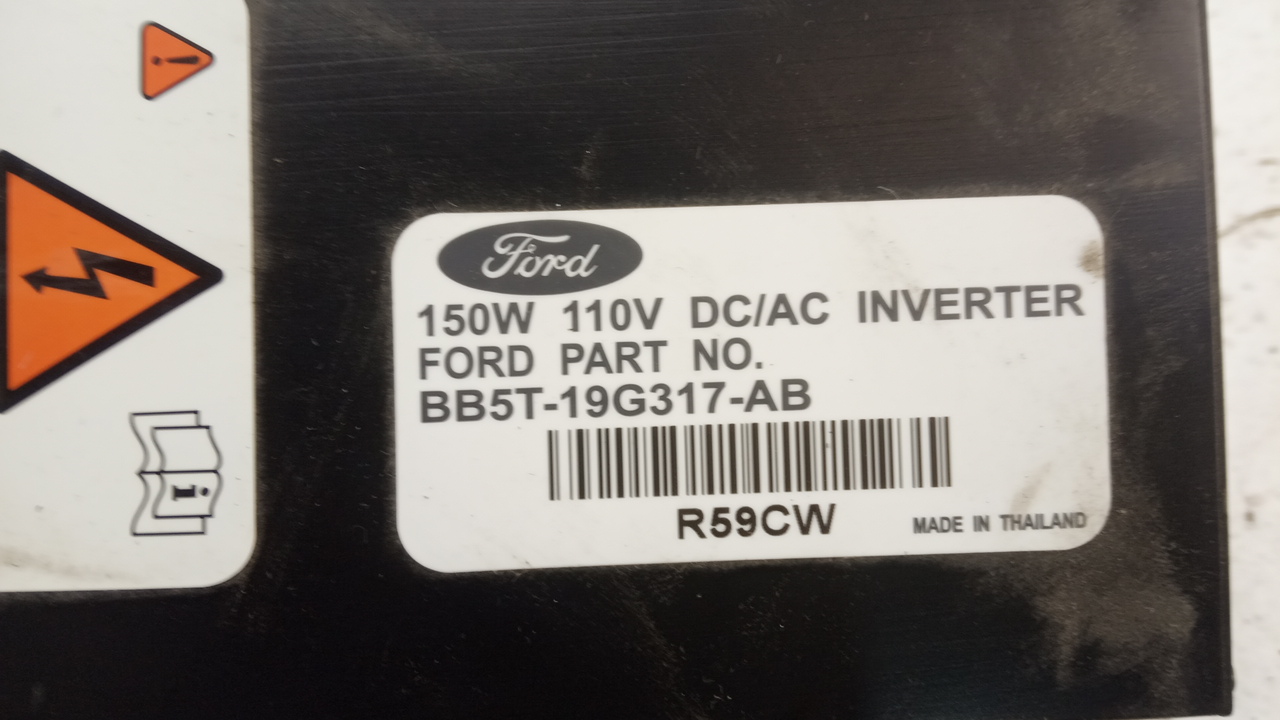 Ford
150W 110V DC/AC INVERTER
FORD PART NO.
BB5T-19G317-AB
R59CW
MADE IN THAILAND